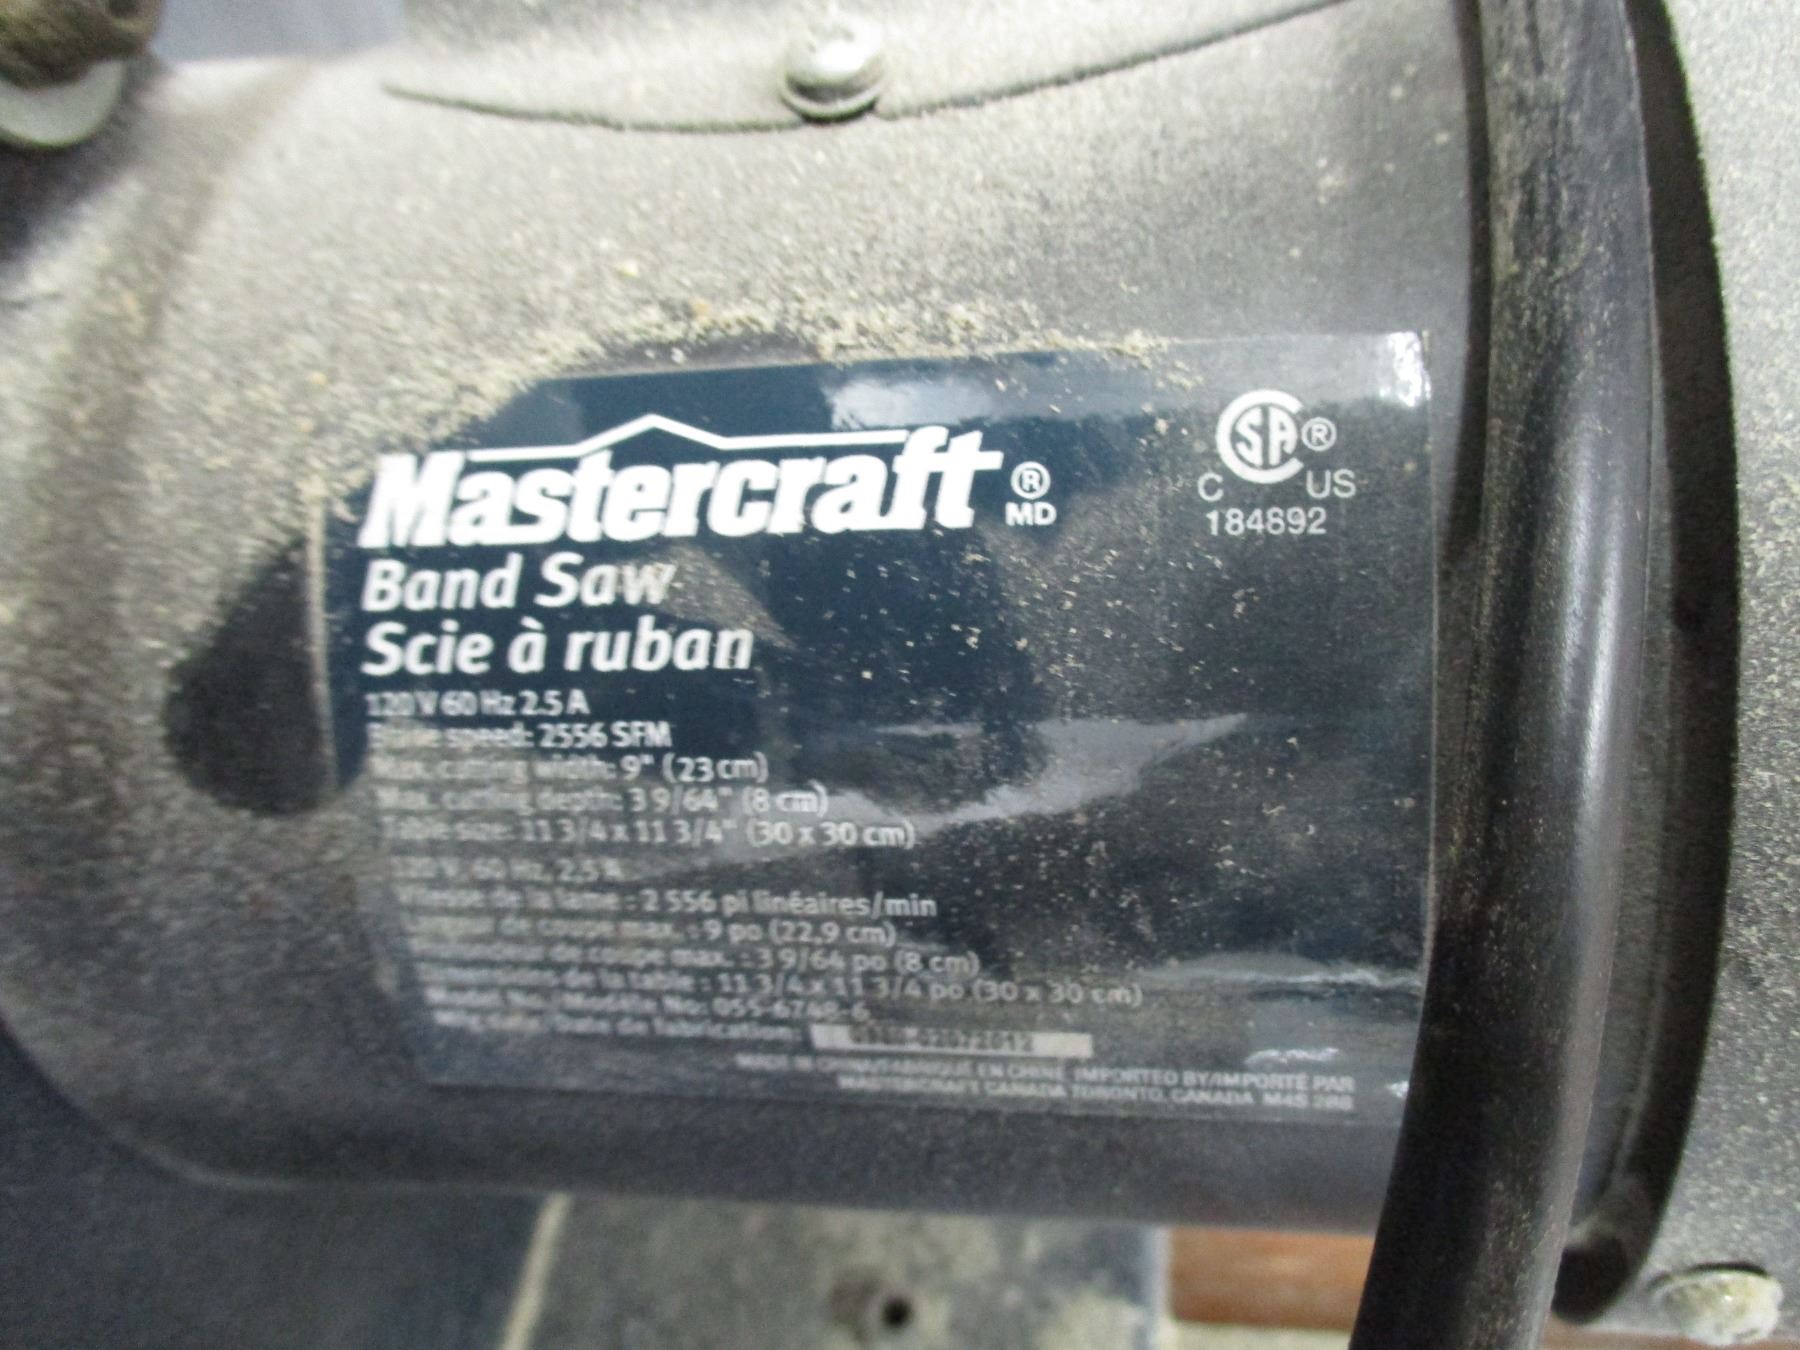 Mastercraft ® MD
CSA ®
C US
184892
Band Saw
Scie à ruban
120 V 60 Hz 2.5 A
Blade speed: 2556 SFM
Max. cutting width: 9" (23 cm)
Max. cutting depth: 3 9/64" (8 cm)
Table size: 11 3/4 x 11 3/4" (30 x 30 cm)
120 V, 60 Hz, 2,5 A
Vitesse de la lame : 2 556 pi linéaires/min
Largeur de coupe max. : 9 po (22,9 cm)
de coupe max. : 3 9/64 po (8 cm)
Dimensions de la table : 11 3/4 x 11 3/4 po (30 x 30 cm)
Model No./Modèle No: 055-6748-6
Date de fabrication:
MADE IN CHINA/FABRIQUÉ EN CHINE IMPORTED BY/IMPORTÉ PAR
MASTERCRAFT CANADA TORONTO, CANADA M4S 2B8